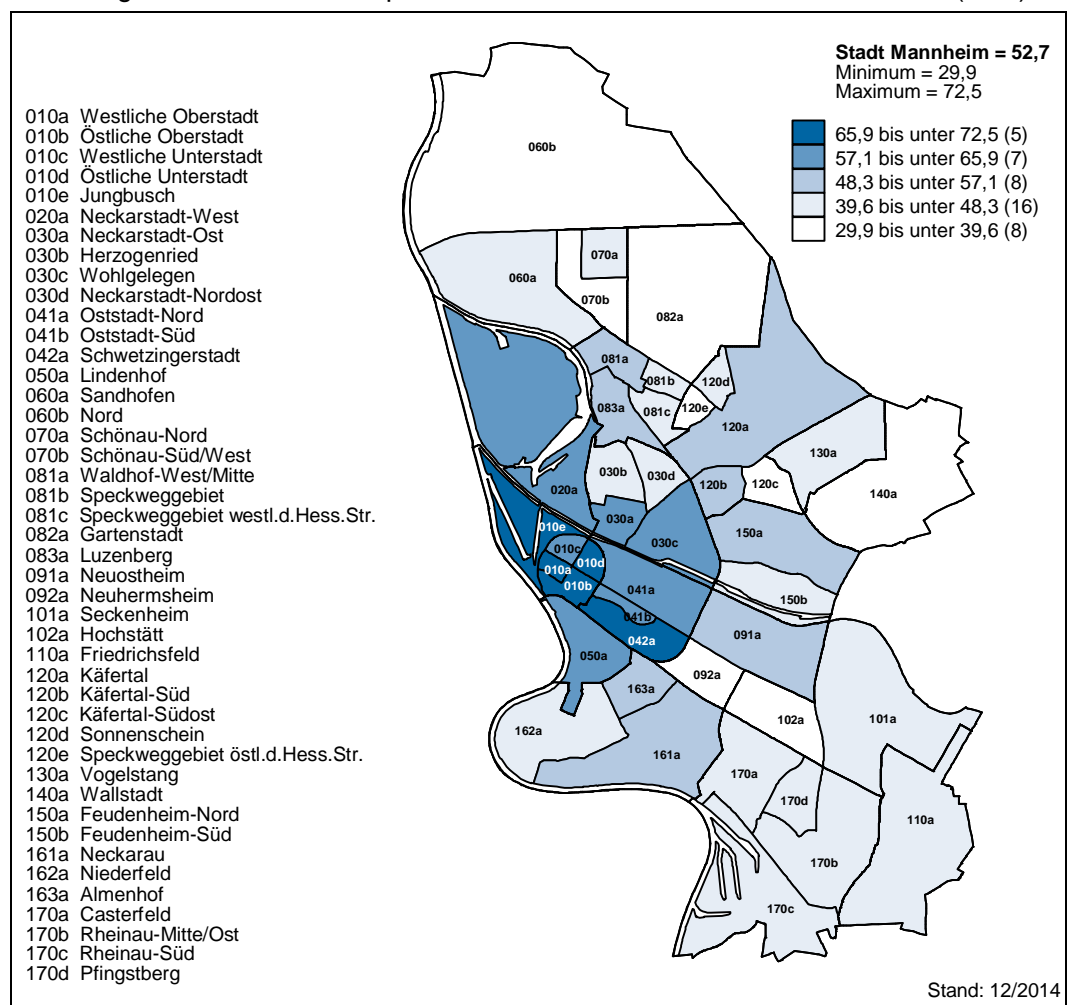 Stadt Mannheim = 52,7
Minimum = 29,9
Maximum = 72,5
65,9 bis unter 72,5 (5)
57,1 bis unter 65,9 (7)
48,3 bis unter 57,1 (8)
39,6 bis unter 48,3 (16)
29,9 bis unter 39,6 (8)
010a Westliche Oberstadt
010b Östliche Oberstadt
010c Westliche Unterstadt
010d Östliche Unterstadt
010e Jungbusch
020a Neckarstadt-West
030a Neckarstadt-Ost
030b Herzogenried
030c Wohlgelegen
030d Neckarstadt-Nordost
041a Oststadt-Nord
041b Oststadt-Süd
042a Schwetzingerstadt
050a Lindenhof
060a Sandhofen
060b Nord
070a Schönau-Nord
070b Schönau-Süd/West
081a Waldhof-West/Mitte
081b Speckweggebiet
081c Speckweggebiet westl.d.Hess.Str.
082a Gartenstadt
083a Luzenberg
091a Neuostheim
092a Neuhermsheim
101a Seckenheim
102a Hochstätt
110a Friedrichsfeld
120a Käfertal
120b Käfertal-Süd
120c Käfertal-Südost
120d Sonnenschein
120e Speckweggebiet östl.d.Hess.Str.
130a Vogelstang
140a Wallstadt
150a Feudenheim-Nord
150b Feudenheim-Süd
161a Neckarau
162a Niederfeld
163a Almenhof
170a Casterfeld
170b Rheinau-Mitte/Ost
170c Rheinau-Süd
170d Pfingstberg
060b
070a
060a
070b
082a
081a
081b
120d
083a
081c
120e
120a
130a
030b
030d
120b
120c
020a
140a
030a
010e
030c
150a
010c
010a
010d
010b
041a
150b
041b
042a
091a
050a
092a
163a
102a
101a
162a
161a
170a
170d
110a
170b
170c
Stand: 12/2014